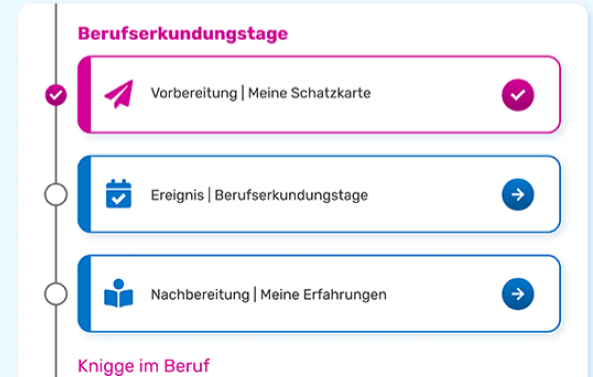 Berufserkundungstage
Vorbereitung | Meine Schatzkarte
Ereignis | Berufserkundungstage
Nachbereitung | Meine Erfahrungen
Knigge im Beruf